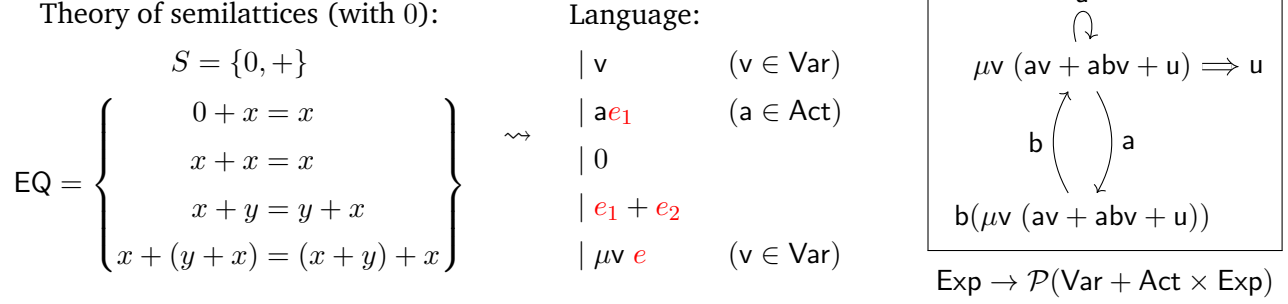 Theory of semilattices (with 0):
S = {0, +}
EQ = { 0 + x = x
x + x = x
x + y = y + x
x + (y + x) = (x + y) + x }
⇝
Language:
| v (v ∈ Var)
| ae₁ (a ∈ Act)
| 0
| e₁ + e₂
| μv e (v ∈ Var)
μv (av + abv + u) ⟹ u
b a
b(μv (av + abv + u))
Exp → 𝒫(Var + Act × Exp)